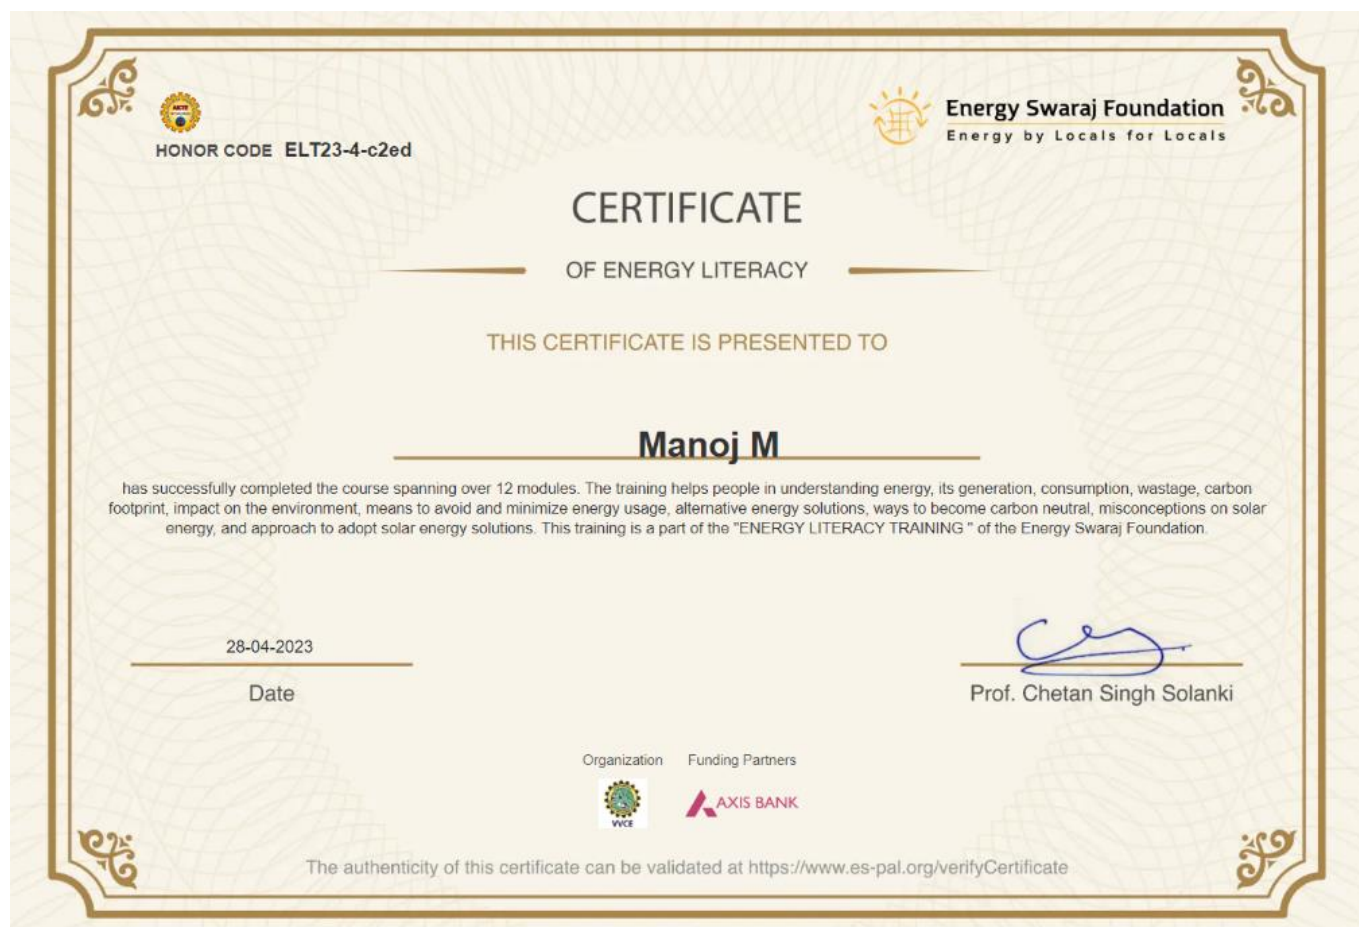 AICTE
HONOR CODE ELT23-4-c2ed
Energy Swaraj Foundation
Energy by Locals for Locals
CERTIFICATE
OF ENERGY LITERACY
THIS CERTIFICATE IS PRESENTED TO
Manoj M
has successfully completed the course spanning over 12 modules. The training helps people in understanding energy, its generation, consumption, wastage, carbon
footprint, impact on the environment, means to avoid and minimize energy usage, alternative energy solutions, ways to become carbon neutral, misconceptions on solar
energy, and approach to adopt solar energy solutions. This training is a part of the "ENERGY LITERACY TRAINING " of the Energy Swaraj Foundation.
28-04-2023
Date
Prof. Chetan Singh Solanki
Organization Funding Partners
VVCE
AXIS BANK
The authenticity of this certificate can be validated at https://www.es-pal.org/verifyCertificate